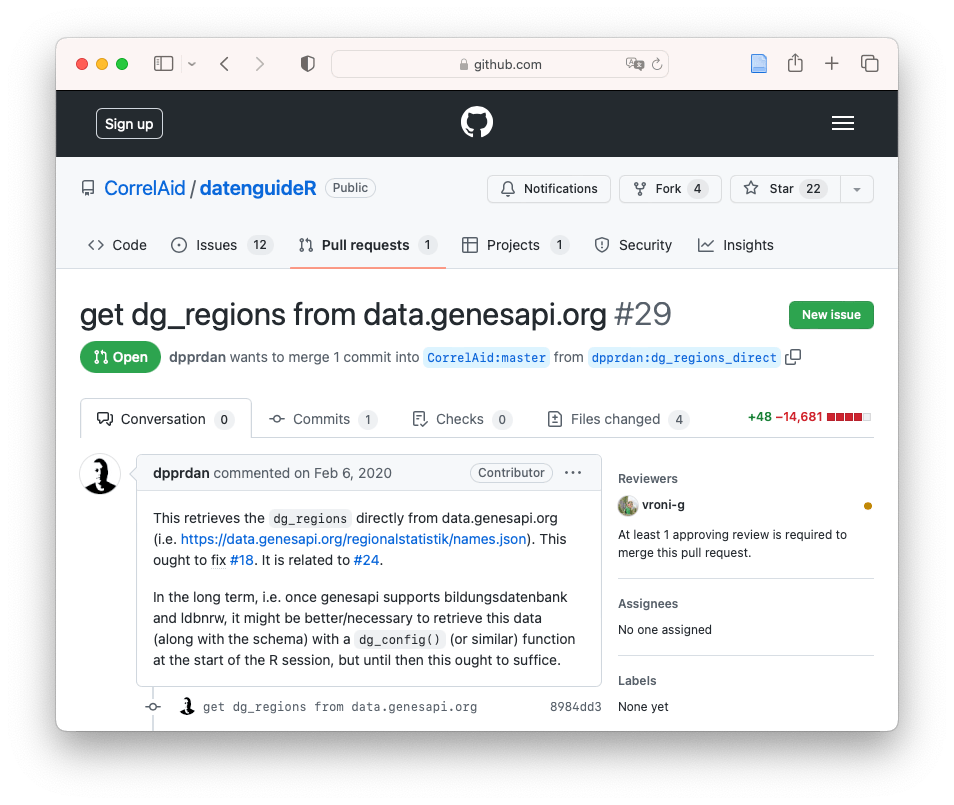 github.com
Sign up
CorrelAid / datenguideR Public
Notifications Fork 4 Star 22
Code Issues 12 Pull requests 1 Projects 1 Security Insights
get dg_regions from data.genesapi.org #29
New issue
Open dpprdan wants to merge 1 commit into CorrelAid:master from dpprdan:dg_regions_direct
Conversation 0 Commits 1 Checks 0 Files changed 4 +48 −14,681
dpprdan commented on Feb 6, 2020 Contributor
This retrieves the dg_regions directly from data.genesapi.org
(i.e. https://data.genesapi.org/regionalstatistik/names.json). This
ought to fix #18. It is related to #24.
In the long term, i.e. once genesapi supports bildungsdatenbank
and ldbnrw, it might be better/necessary to retrieve this data
(along with the schema) with a dg_config() (or similar) function
at the start of the R session, but until then this ought to suffice.
get dg_regions from data.genesapi.org 8984dd3
Reviewers
vroni-g
At least 1 approving review is required to
merge this pull request.
Assignees
No one assigned
Labels
None yet